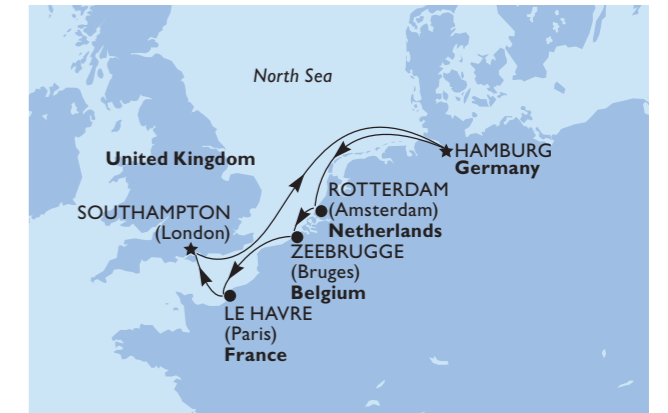 North Sea
United Kingdom
HAMBURG
Germany
ROTTERDAM
(Amsterdam)
Netherlands
SOUTHAMPTON
(London)
ZEEBRUGGE
(Bruges)
Belgium
LE HAVRE
(Paris)
France